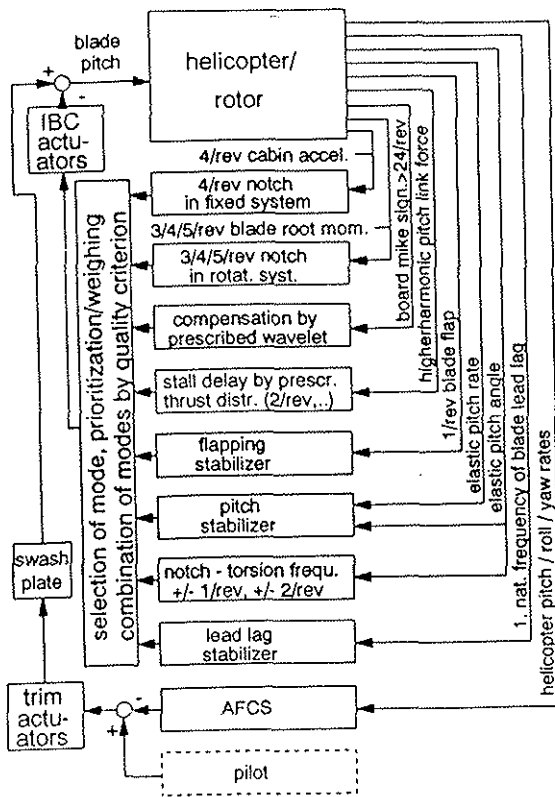 blade
pitch
+
-
helicopter/
rotor
IBC
actu-
ators
4/rev cabin accel.
4/rev notch
in fixed system
3/4/5/rev blade root mom.
3/4/5/rev notch
in rotat. syst.
compensation by
prescribed wavelet
stall delay by prescr.
thrust distr. (2/rev,..)
flapping
stabilizer
pitch
stabilizer
notch - torsion frequ.
+/- 1/rev, +/- 2/rev
lead lag
stabilizer
selection of mode, prioritization/weighing
combination of modes by quality criterion
board mike sign.>24/rev
higherharmonic pitch link force
1/rev blade flap
elastic pitch rate
elastic pitch angle
1. nat. frequency of blade lead lag
helicopter pitch / roll / yaw rates
swash
plate
trim
actu-
ators
-
+
AFCS
pilot